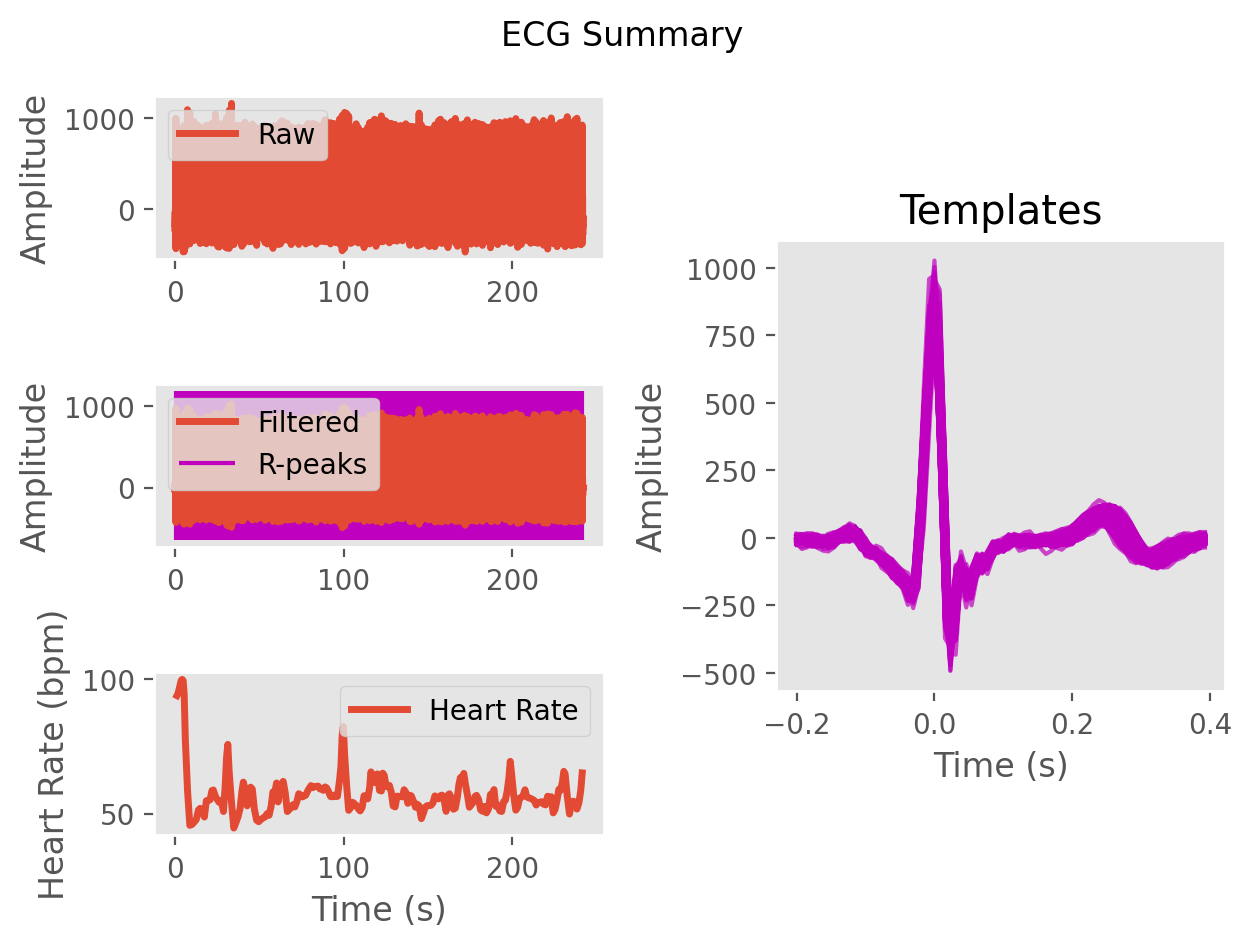 ECG Summary
Amplitude
1000
0
Raw
0 100 200
Amplitude
1000
0
Filtered
R-peaks
0 100 200
Heart Rate (bpm)
100
50
Heart Rate
0 100 200
Time (s)
Templates
Amplitude
1000
750
500
250
0
−250
−500
−0.2 0.0 0.2 0.4
Time (s)